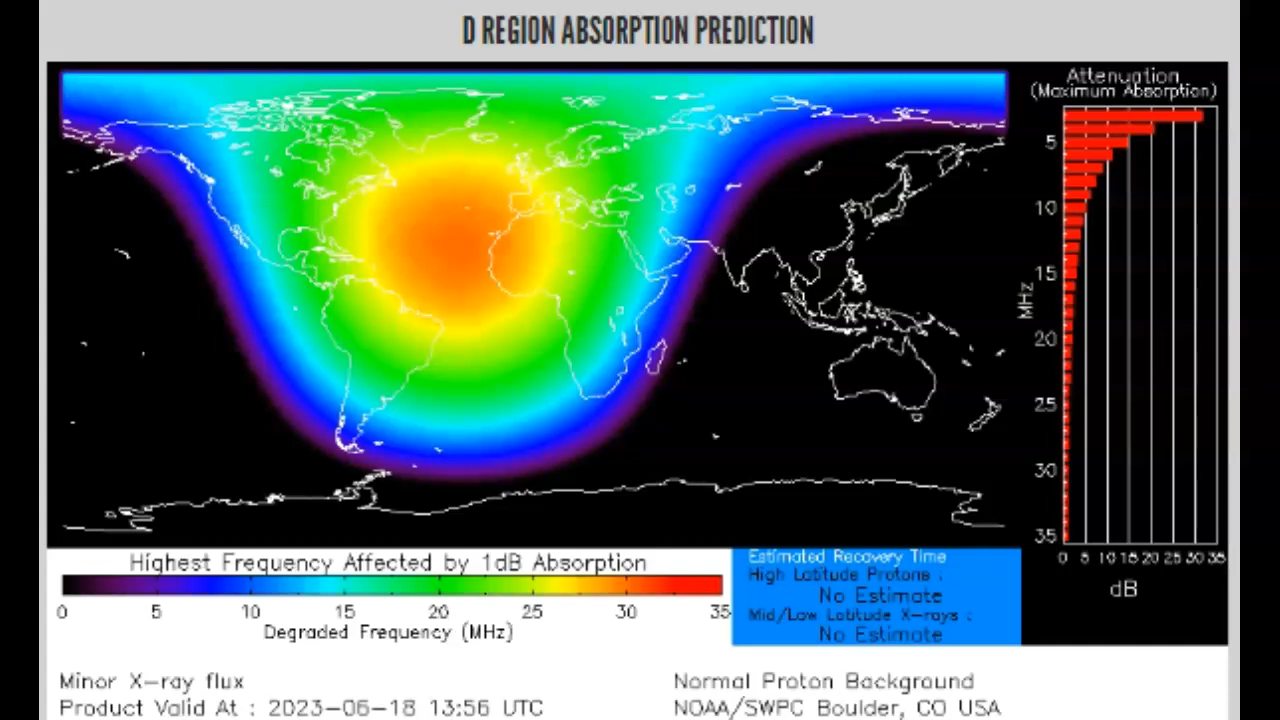 D REGION ABSORPTION PREDICTION
Attenuation
(Maximum Absorption)
5
10
15
20
25
30
35
MHz
0 5 10 15 20 25 30 35
dB
Highest Frequency Affected by 1dB Absorption
0 5 10 15 20 25 30 35
Degraded Frequency (MHz)
Estimated Recovery Time
High Latitude Protons :
No Estimate
Mid/Low Latitude X-rays :
No Estimate
Minor X-ray flux
Product Valid At : 2023-06-18 13:56 UTC
Normal Proton Background
NOAA/SWPC Boulder, CO USA